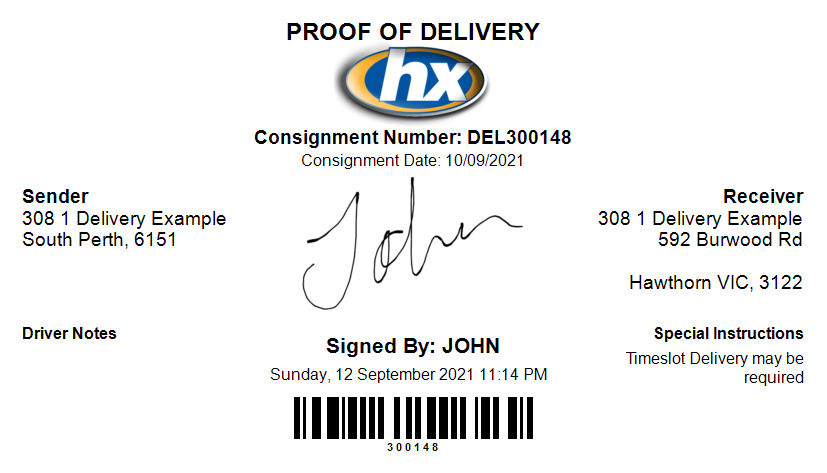 PROOF OF DELIVERY
hx
Consignment Number: DEL300148
Consignment Date: 10/09/2021
Sender
308 1 Delivery Example
South Perth, 6151
John
Receiver
308 1 Delivery Example
592 Burwood Rd
Hawthorn VIC, 3122
Driver Notes
Signed By: JOHN
Sunday, 12 September 2021 11:14 PM
Special Instructions
Timeslot Delivery may be
required
300148